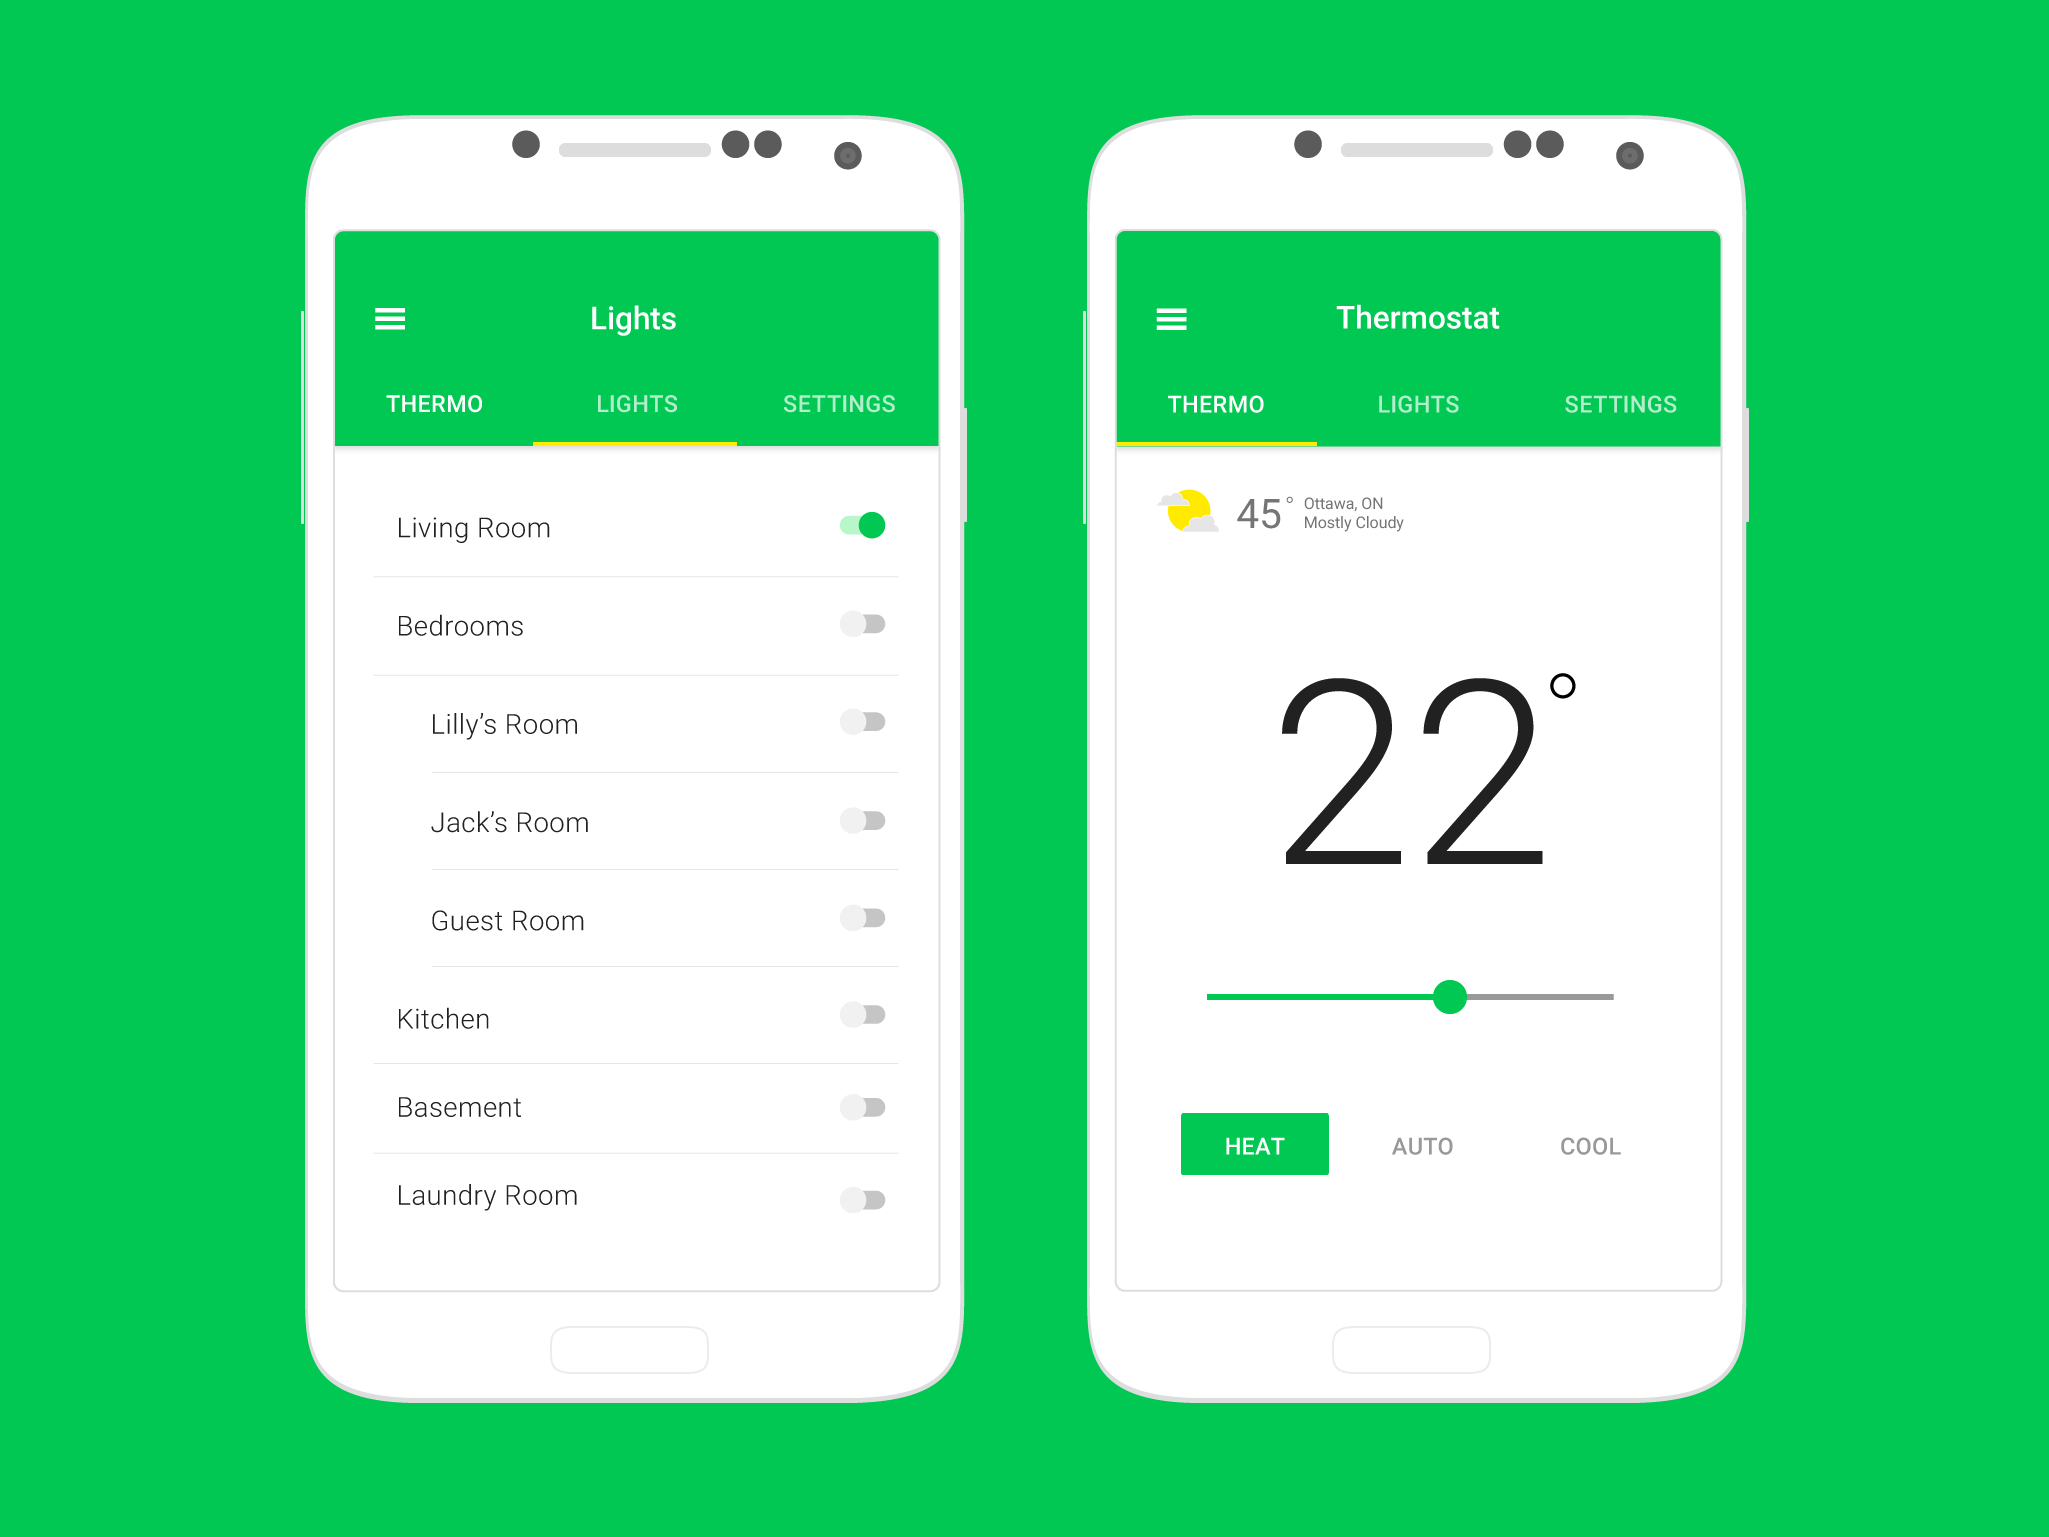 Lights
THERMO LIGHTS SETTINGS
Living Room
Bedrooms
Lilly’s Room
Jack’s Room
Guest Room
Kitchen
Basement
Laundry Room
Thermostat
THERMO LIGHTS SETTINGS
45° Ottawa, ON
Mostly Cloudy
22°
HEAT AUTO COOL